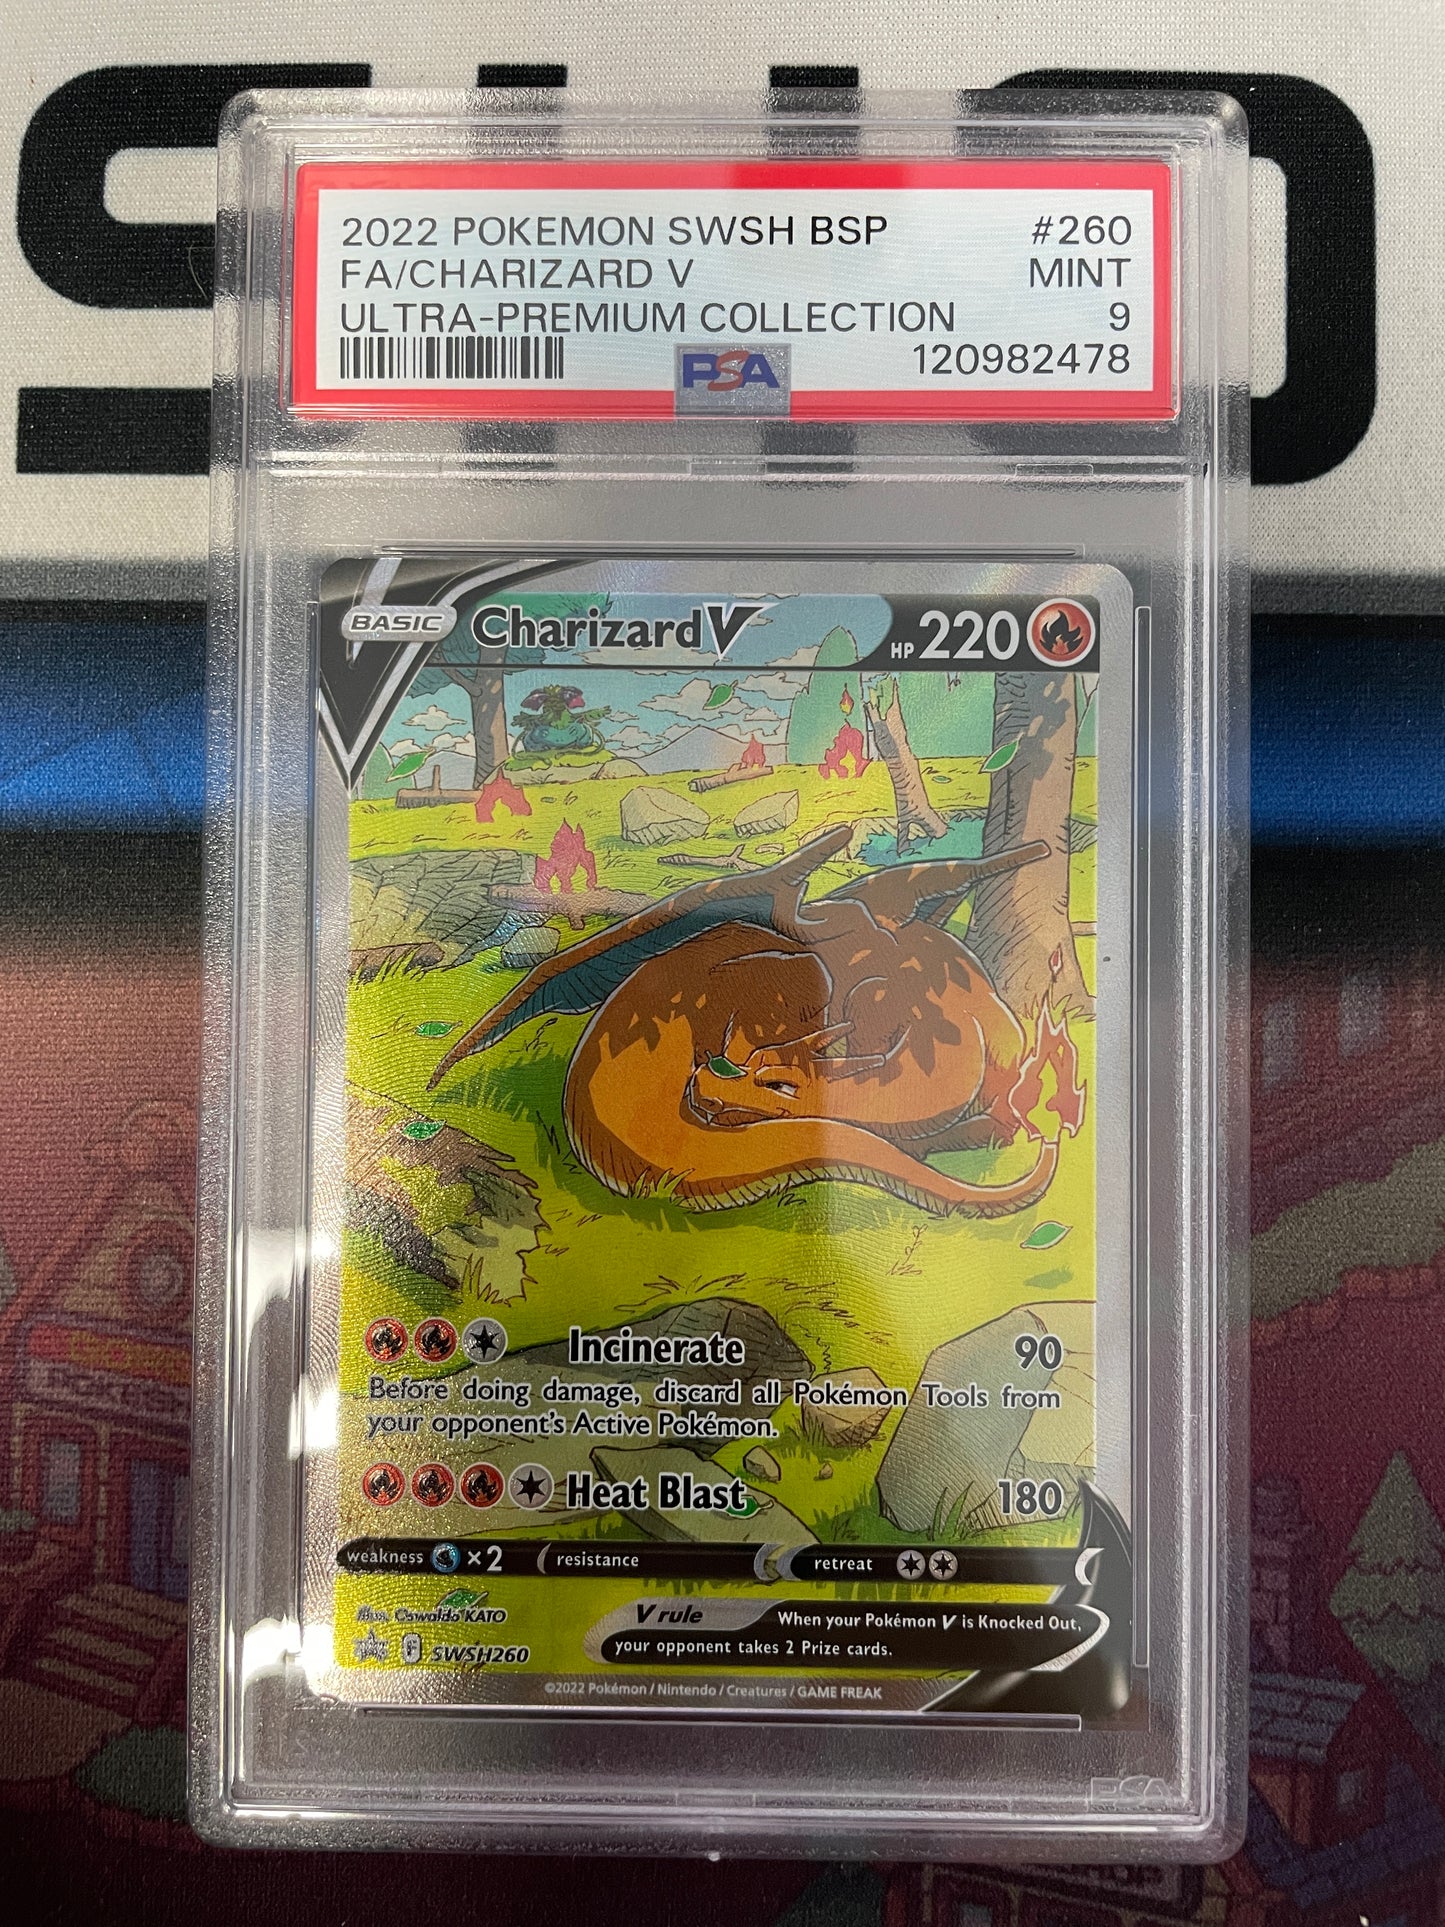 2022 POKEMON SWSH BSP #260
FA/CHARIZARD V MINT
ULTRA-PREMIUM COLLECTION 9
PSA 120982478
BASIC Charizard V HP 220
Incinerate 90
Before doing damage, discard all Pokémon Tools from
your opponent's Active Pokémon.
Heat Blast 180
weakness ×2 resistance retreat
Illus. Oswaldo KATO
V rule When your Pokémon V is Knocked Out,
your opponent takes 2 Prize cards.
F SWSH260
©2022 Pokémon / Nintendo / Creatures / GAME FREAK
PSA